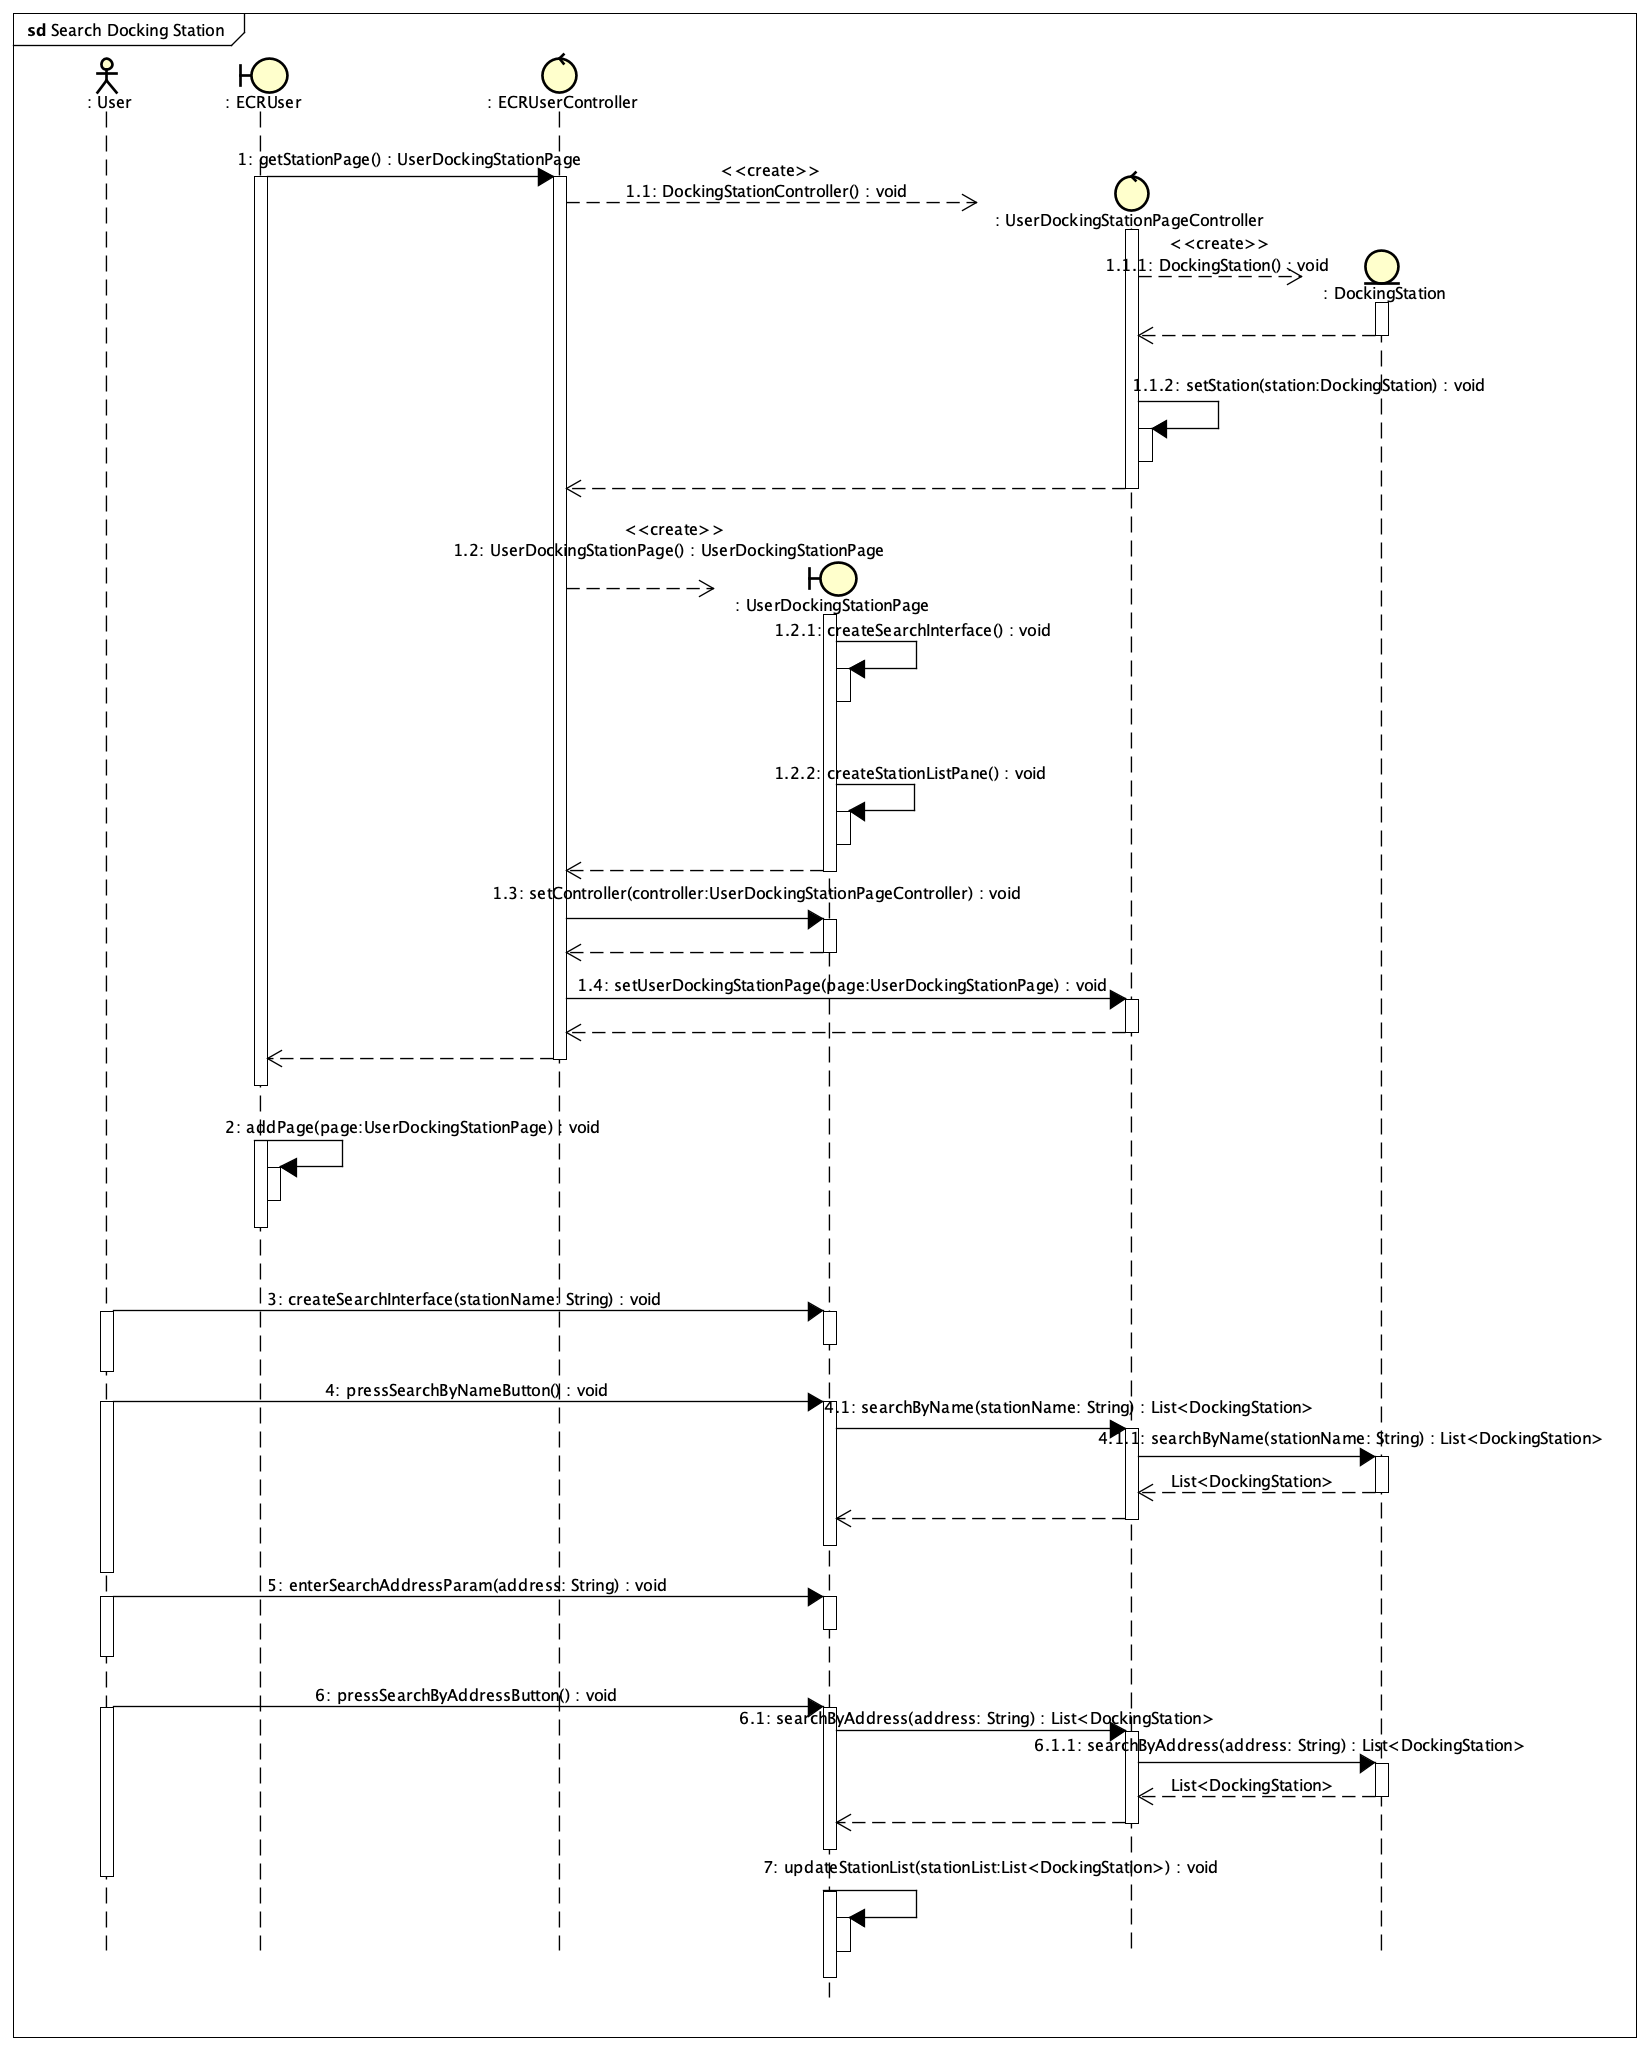 sd Search Docking Station
: User
: ECRUser
: ECRUserController
1: getStationPage() : UserDockingStationPage
<<create>>
1.1: DockingStationController() : void
: UserDockingStationPageController
<<create>>
1.1.1: DockingStation() : void
: DockingStation
1.1.2: setStation(station:DockingStation) : void
<<create>>
1.2: UserDockingStationPage() : UserDockingStationPage
: UserDockingStationPage
1.2.1: createSearchInterface() : void
1.2.2: createStationListPane() : void
1.3: setController(controller:UserDockingStationPageController) : void
1.4: setUserDockingStationPage(page:UserDockingStationPage) : void
2: addPage(page:UserDockingStationPage) : void
3: createSearchInterface(stationName: String) : void
4: pressSearchByNameButton() : void
4.1: searchByName(stationName: String) : List<DockingStation>
4.1.1: searchByName(stationName: String) : List<DockingStation>
List<DockingStation>
5: enterSearchAddressParam(address: String) : void
6: pressSearchByAddressButton() : void
6.1: searchByAddress(address: String) : List<DockingStation>
6.1.1: searchByAddress(address: String) : List<DockingStation>
List<DockingStation>
7: updateStationList(stationList:List<DockingStation>) : void